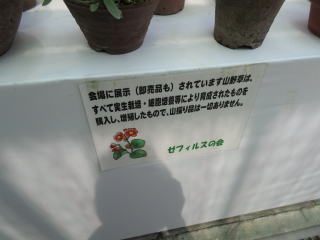 会場に展示（即売品も）されています山野草は、
すべて実生栽培・細胞培養等により育成されたものを
購入し、増殖したもので、山採り品は一切ありません。
ゼフィルスの会